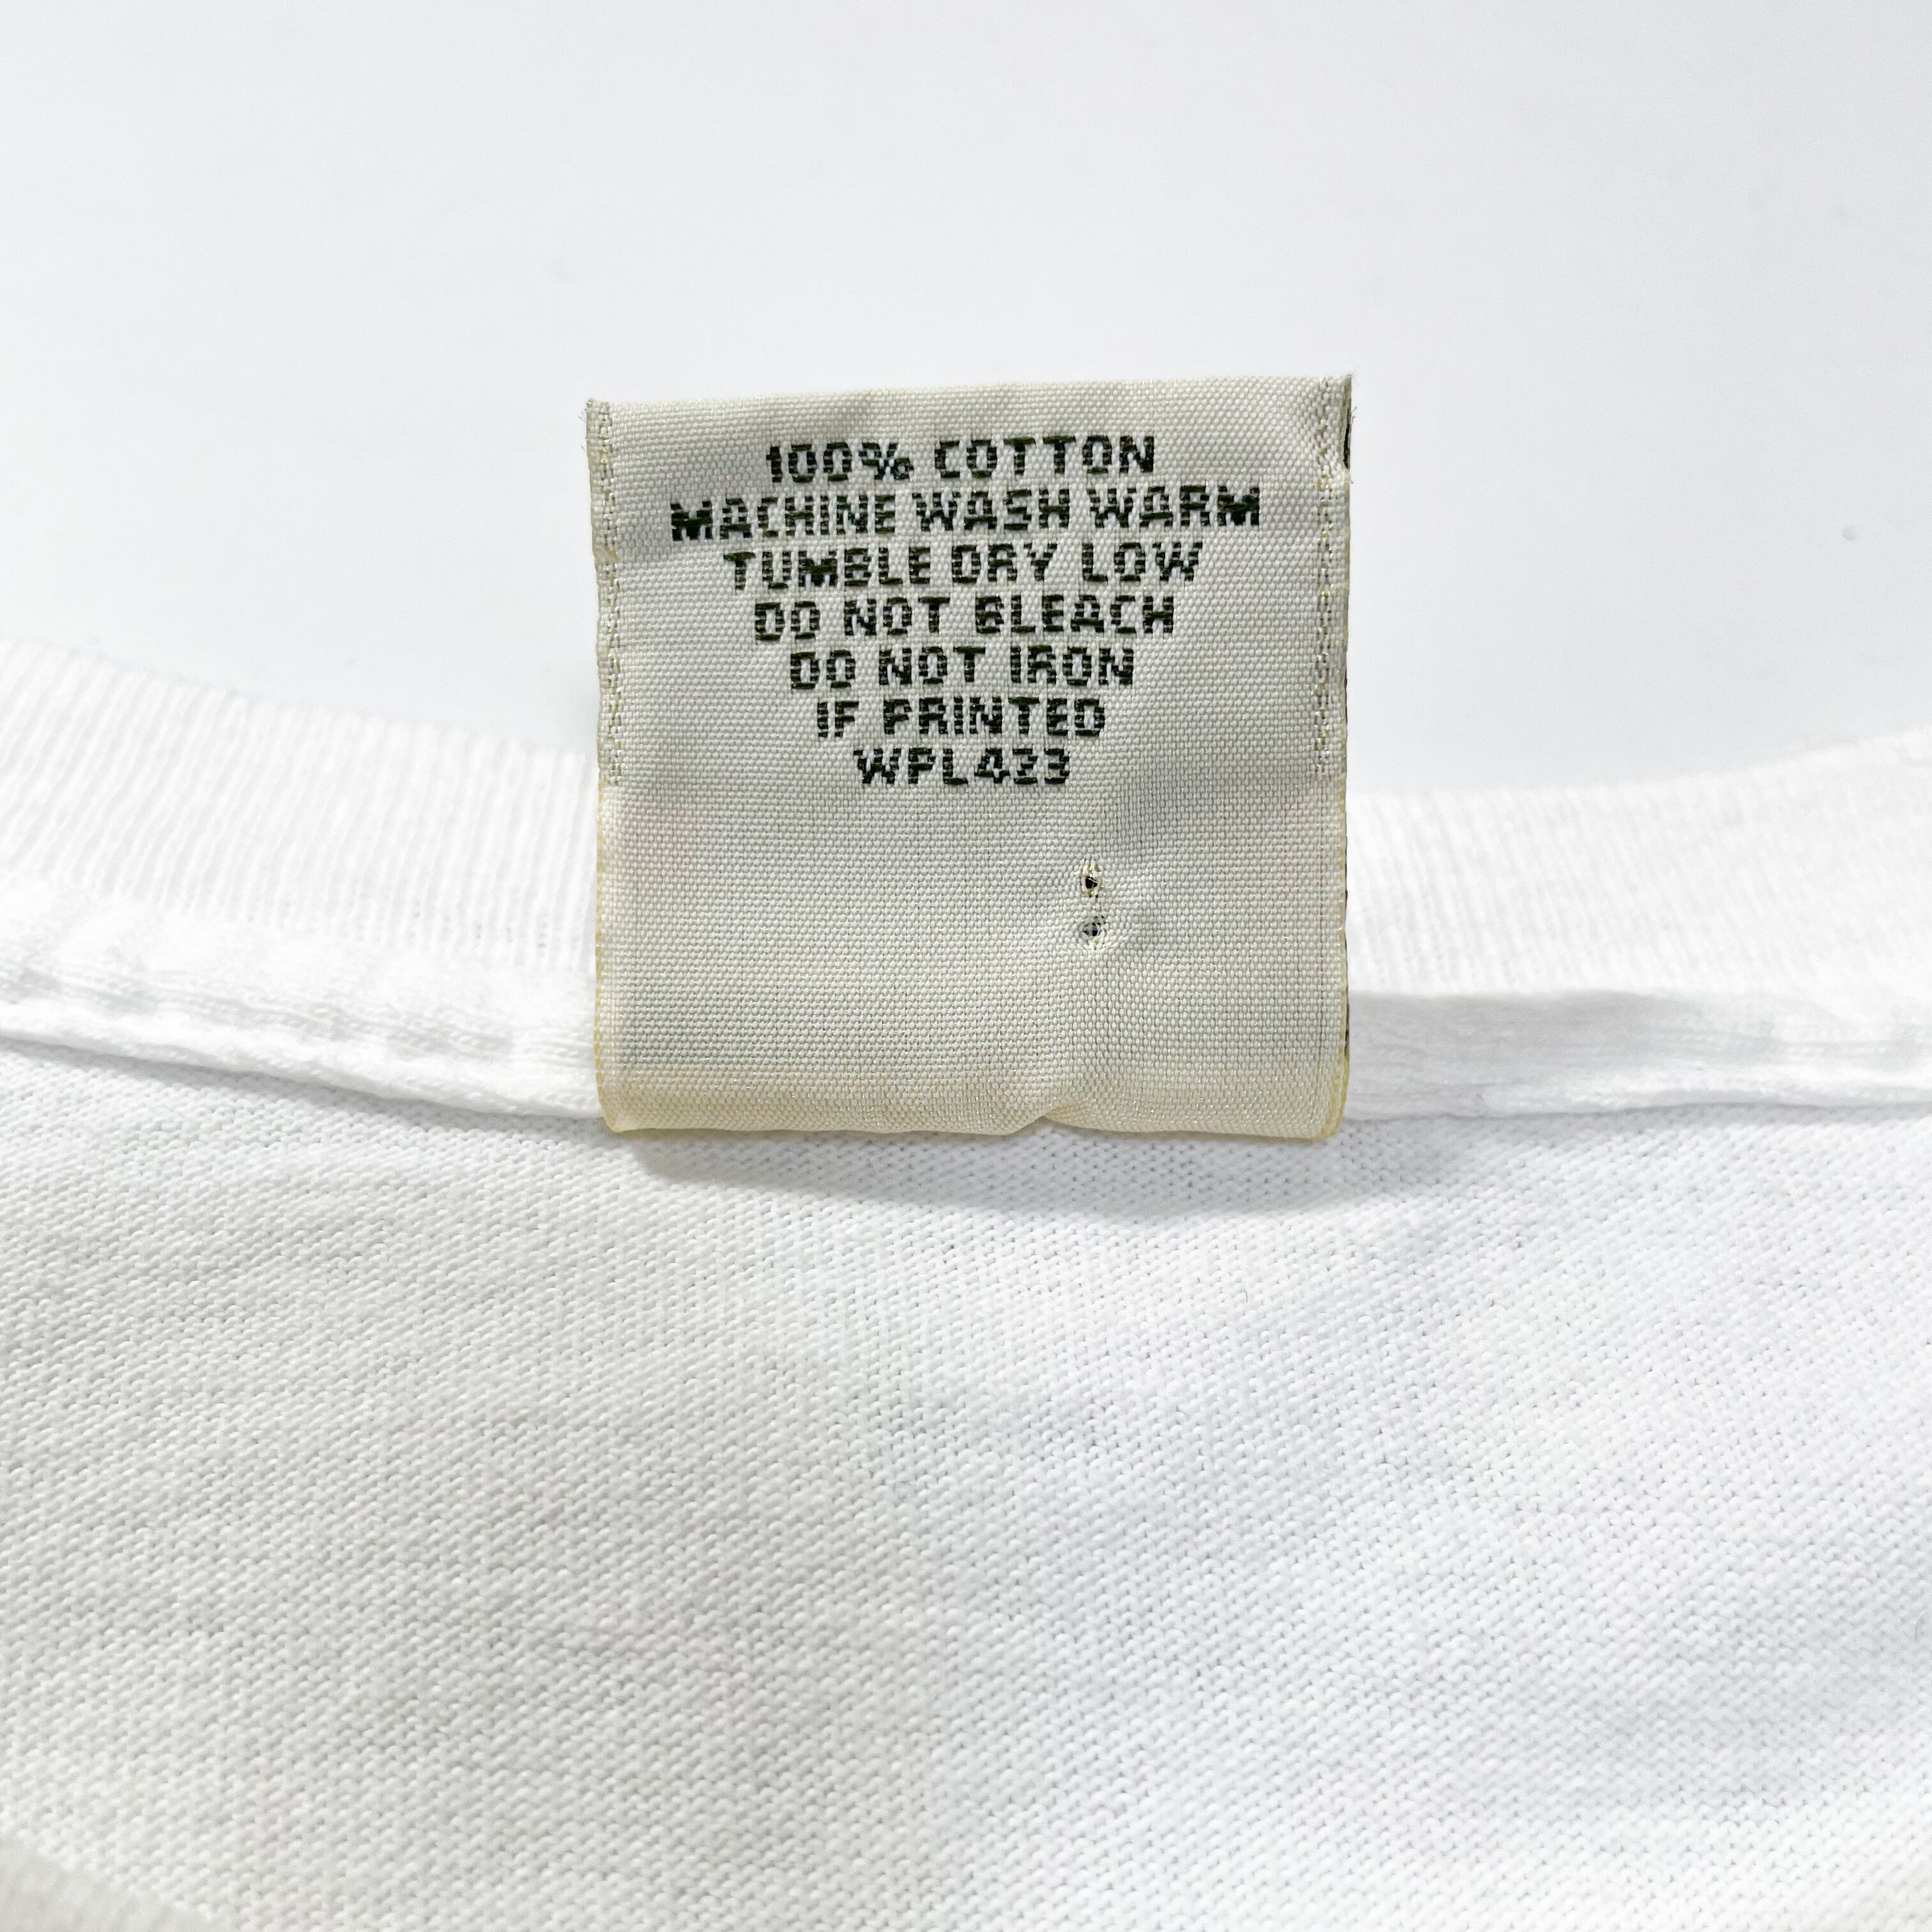 100% COTTON
MACHINE WASH WARM
TUMBLE DRY LOW
DO NOT BLEACH
DO NOT IRON
IF PRINTED
WPL423